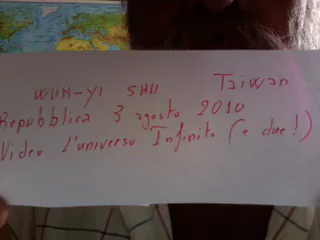 WUN-YI SHU Taiwan
Repubblica 3 agosto 2010
Video L'universo Infinito (e due!)